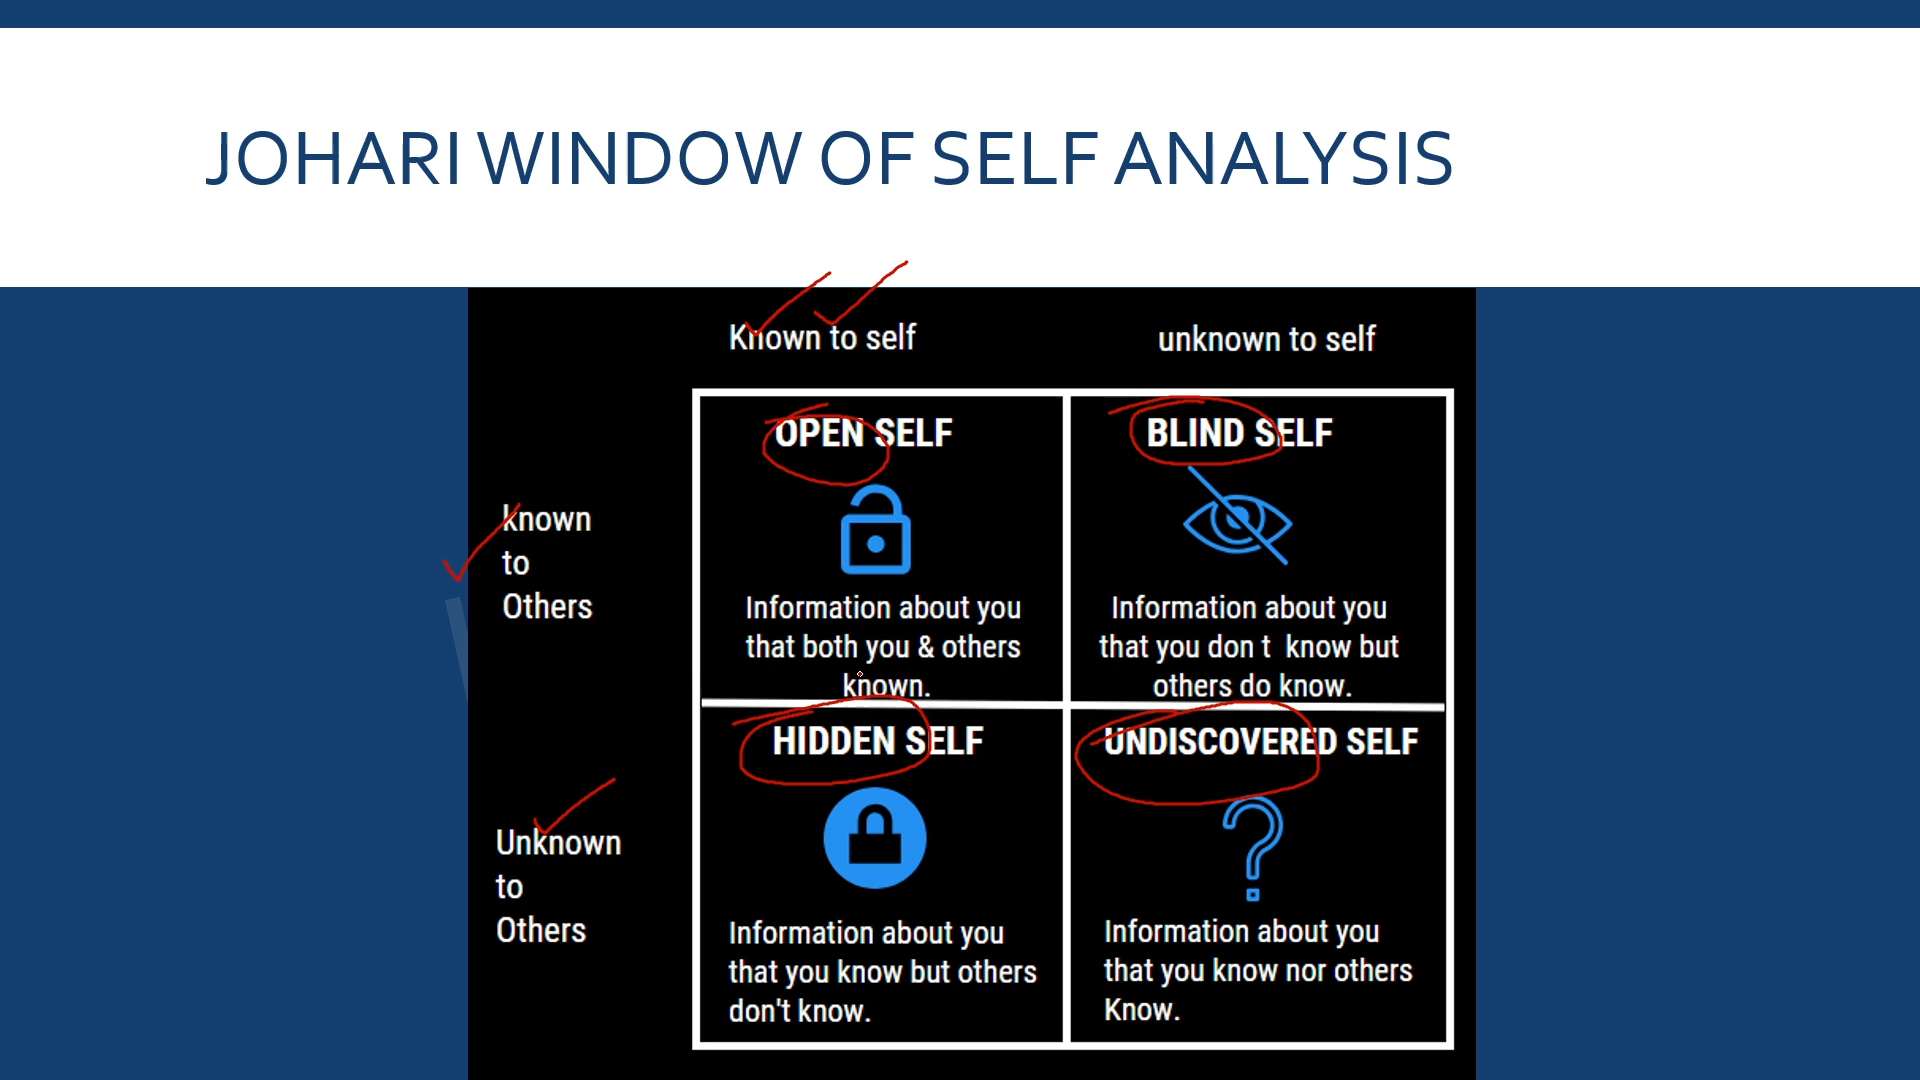 JOHARI WINDOW OF SELF ANALYSIS
Known to self
unknown to self
known
to
Others
OPEN SELF
Information about you
that both you & others
known.
BLIND SELF
Information about you
that you don t know but
others do know.
Unknown
to
Others
HIDDEN SELF
Information about you
that you know but others
don't know.
UNDISCOVERED SELF
Information about you
that you know nor others
Know.